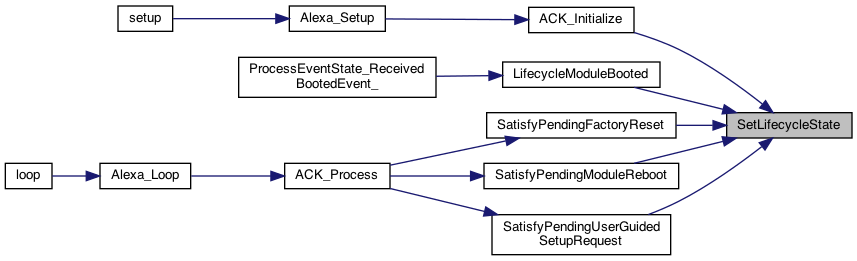 setup
Alexa_Setup
ACK_Initialize
ProcessEventState_Received
BootedEvent_
LifecycleModuleBooted
SetLifecycleState
SatisfyPendingFactoryReset
loop
Alexa_Loop
ACK_Process
SatisfyPendingModuleReboot
SatisfyPendingUserGuided
SetupRequest